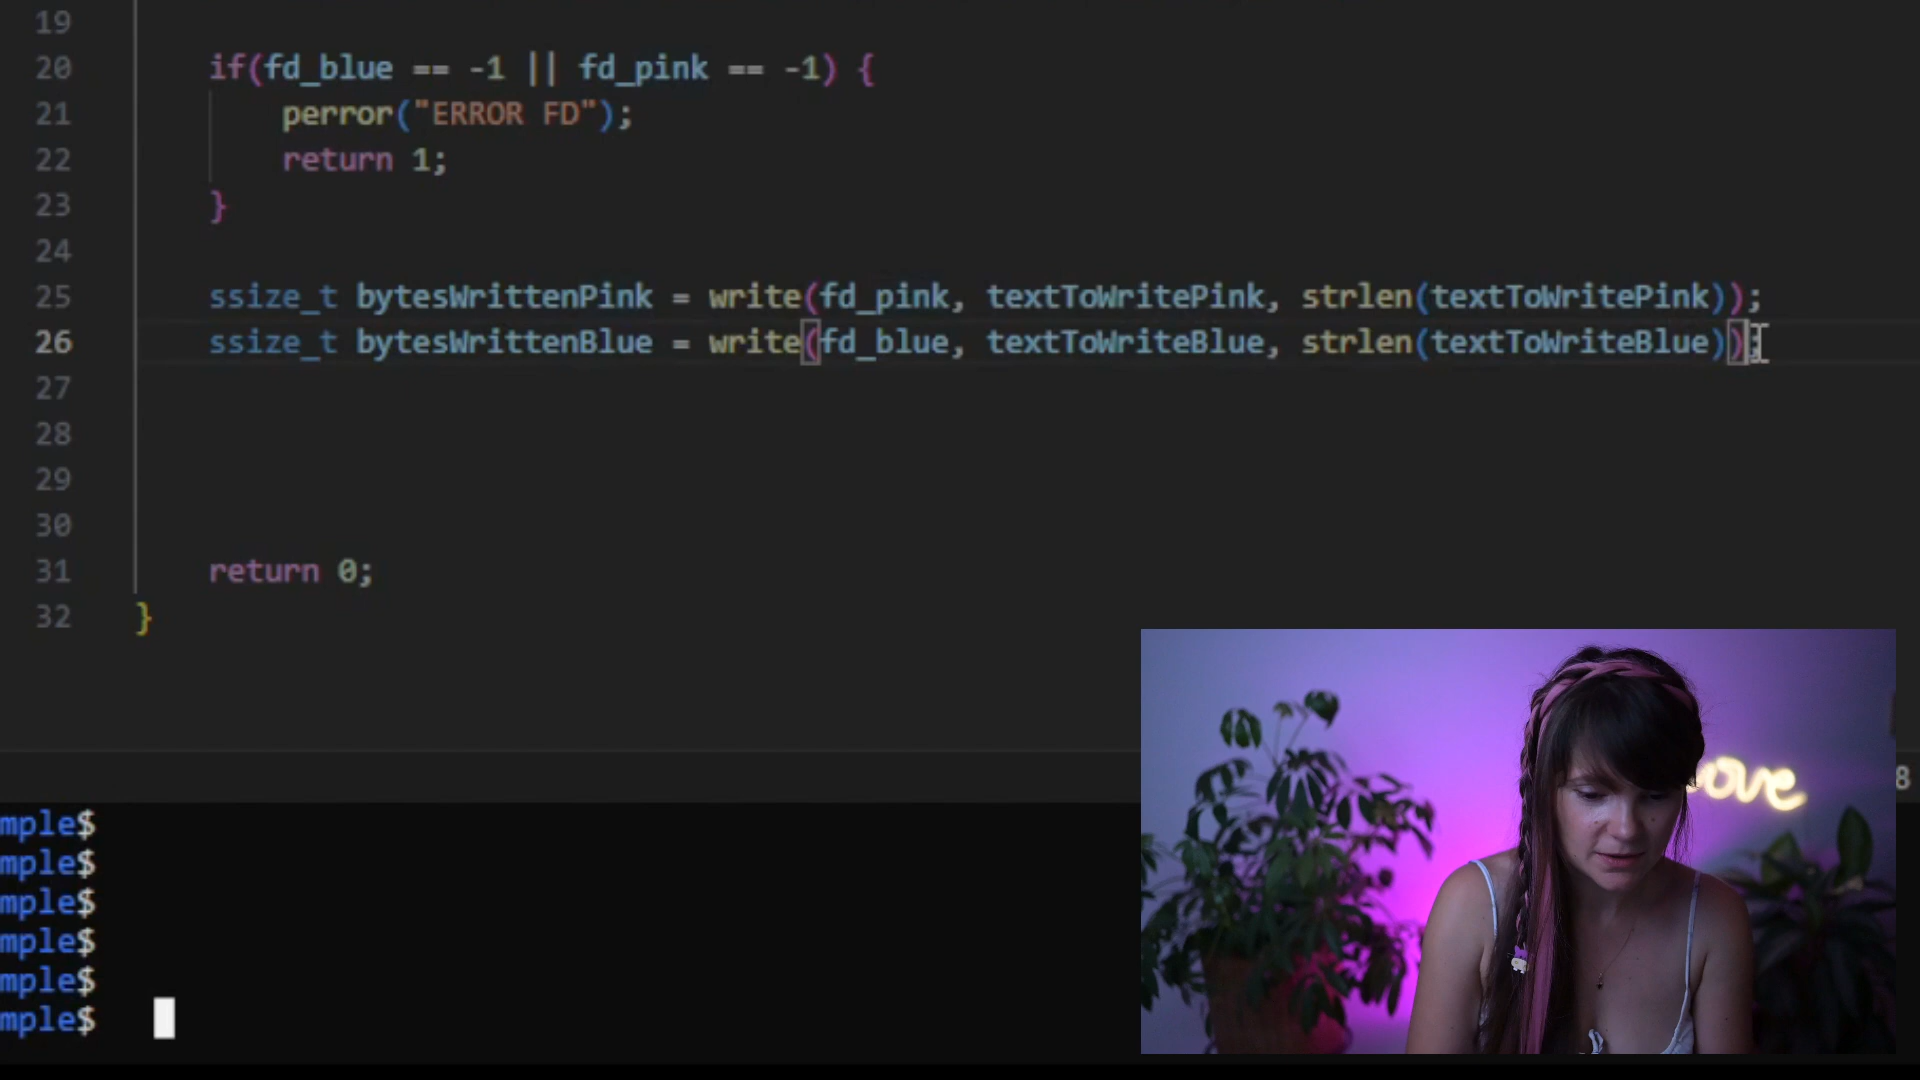 19
20 if(fd_blue == -1 || fd_pink == -1) {
21 perror("ERROR FD");
22 return 1;
23 }
24
25 ssize_t bytesWrittenPink = write(fd_pink, textToWritePink, strlen(textToWritePink));
26 ssize_t bytesWrittenBlue = write(fd_blue, textToWriteBlue, strlen(textToWriteBlue));
27
28
29
30
31 return 0;
32 }
ove
8
mple$
mple$
mple$
mple$
mple$
mple$